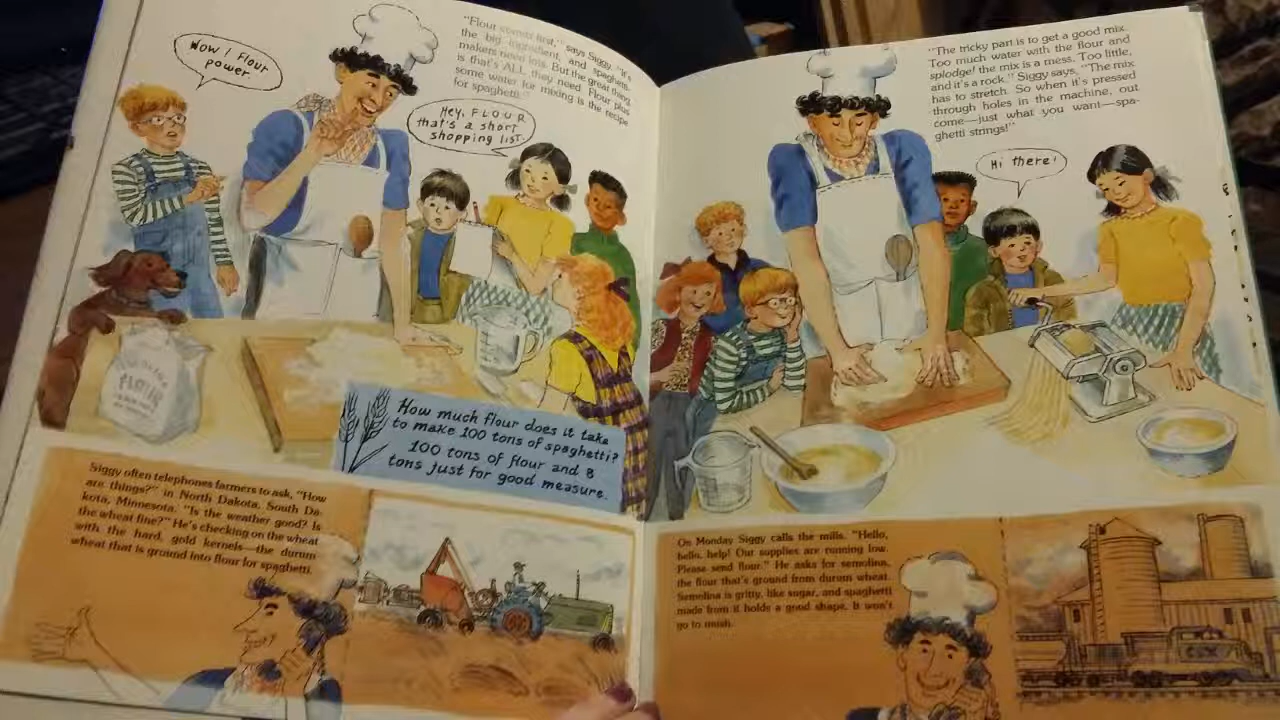 Wow! Flour
power.
"Flour comes first," says Siggy. "It's
the big ingredient, and spaghetti
makers need lots. But the great thing
is that's ALL they need. Flour plus
some water for mixing is the recipe
for spaghetti."
Hey, FLOUR
that's a short
shopping list.
FLOUR
How much flour does it take
to make 100 tons of spaghetti?
100 tons of flour and 8
tons just for good measure.
Siggy often telephones farmers to ask, "How
are things?" in North Dakota, South Da-
kota, Minnesota. "Is the weather good? Is
the wheat fine?" He's checking on the wheat
with the hard, gold kernels—the durum
wheat that is ground into flour for spaghetti.
"The tricky part is to get a good mix.
Too much water with the flour and
splodge! the mix is a mess. Too little,
and it's a rock." Siggy says, "The mix
has to stretch. So when it's pressed
through holes in the machine, out
come—just what you want—spa-
ghetti strings!"
Hi there!
On Monday Siggy calls the mills. "Hello,
hello, help! Our supplies are running low.
Please send flour." He asks for semolina,
the flour that's ground from durum wheat.
Semolina is gritty, like sugar, and spaghetti
made from it holds a good shape. It won't
go to mush.